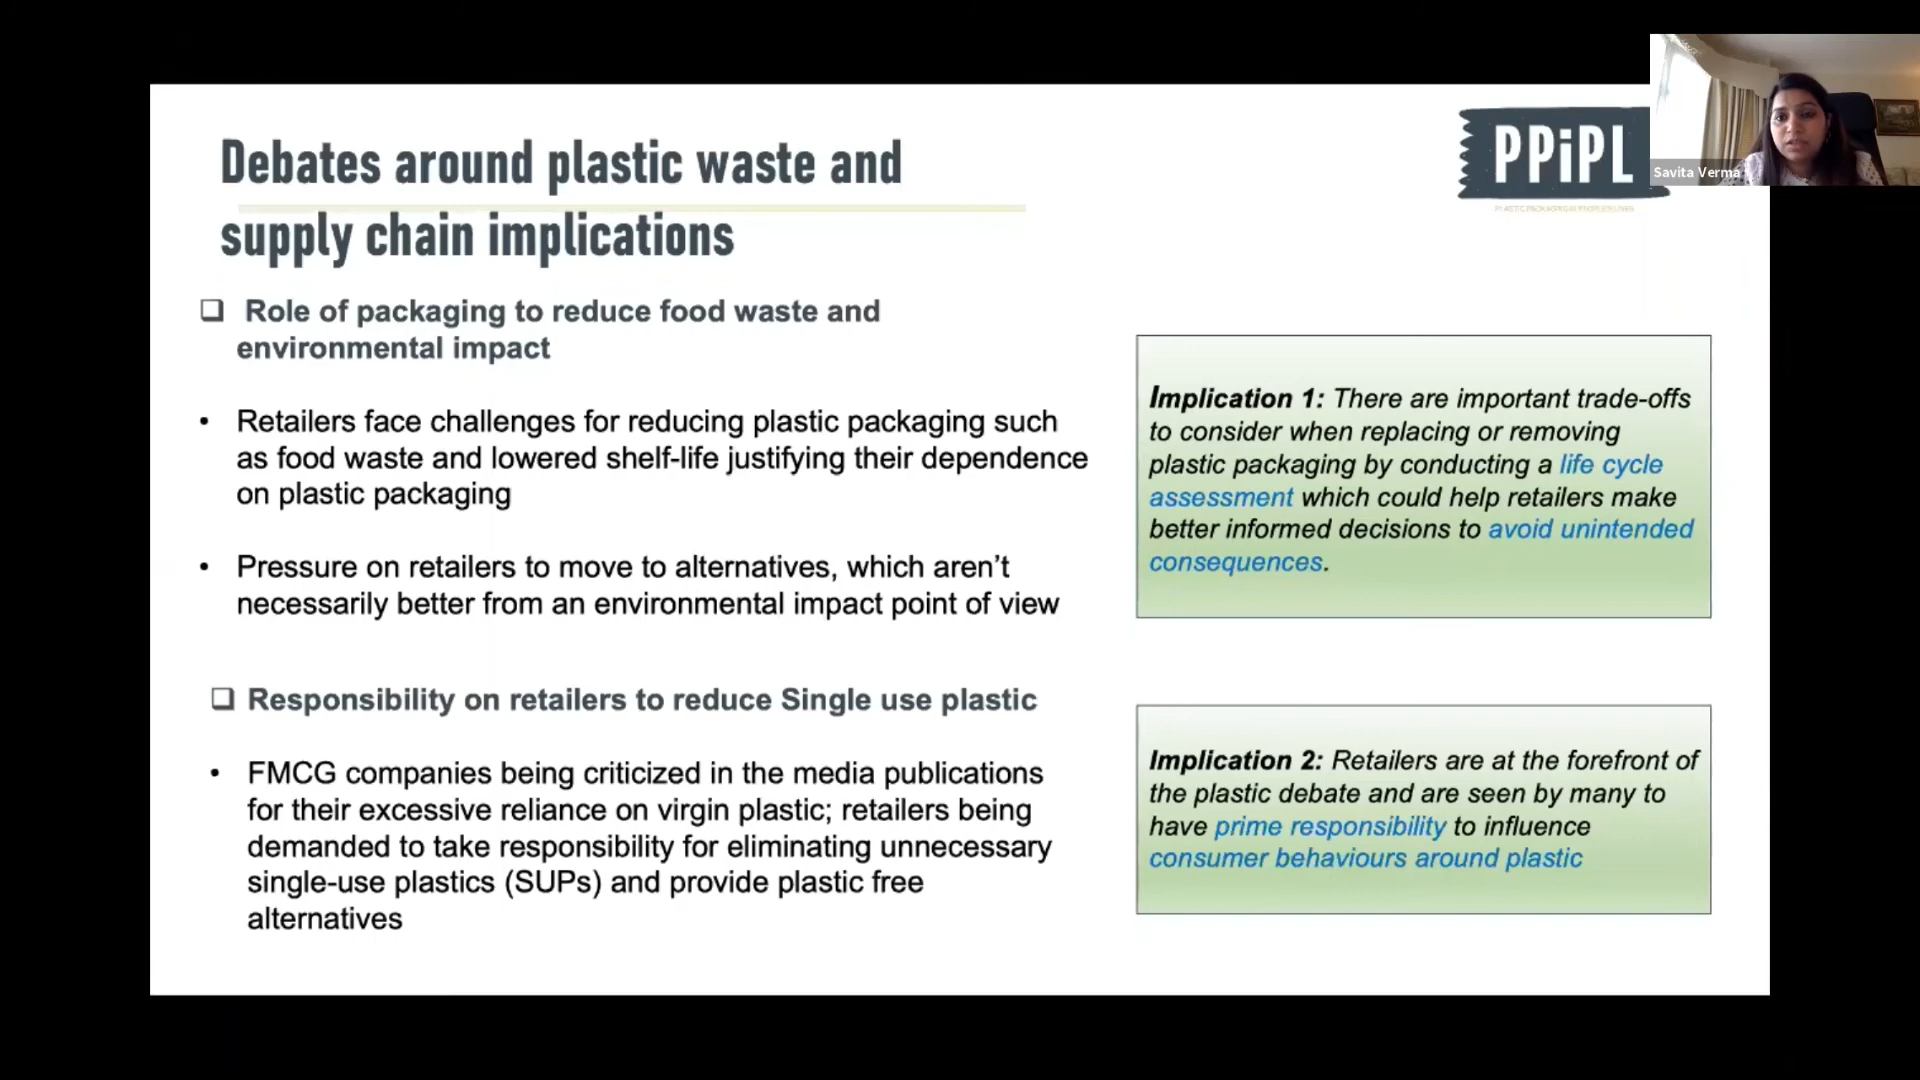 Debates around plastic waste and
supply chain implications
PPiPL
PLASTIC PACKAGING IN PEOPLE'S LIVES
Savita Verma
❑ Role of packaging to reduce food waste and
environmental impact
• Retailers face challenges for reducing plastic packaging such
as food waste and lowered shelf-life justifying their dependence
on plastic packaging
• Pressure on retailers to move to alternatives, which aren’t
necessarily better from an environmental impact point of view
❑ Responsibility on retailers to reduce Single use plastic
• FMCG companies being criticized in the media publications
for their excessive reliance on virgin plastic; retailers being
demanded to take responsibility for eliminating unnecessary
single-use plastics (SUPs) and provide plastic free
alternatives
Implication 1: There are important trade-offs
to consider when replacing or removing
plastic packaging by conducting a life cycle
assessment which could help retailers make
better informed decisions to avoid unintended
consequences.
Implication 2: Retailers are at the forefront of
the plastic debate and are seen by many to
have prime responsibility to influence
consumer behaviours around plastic